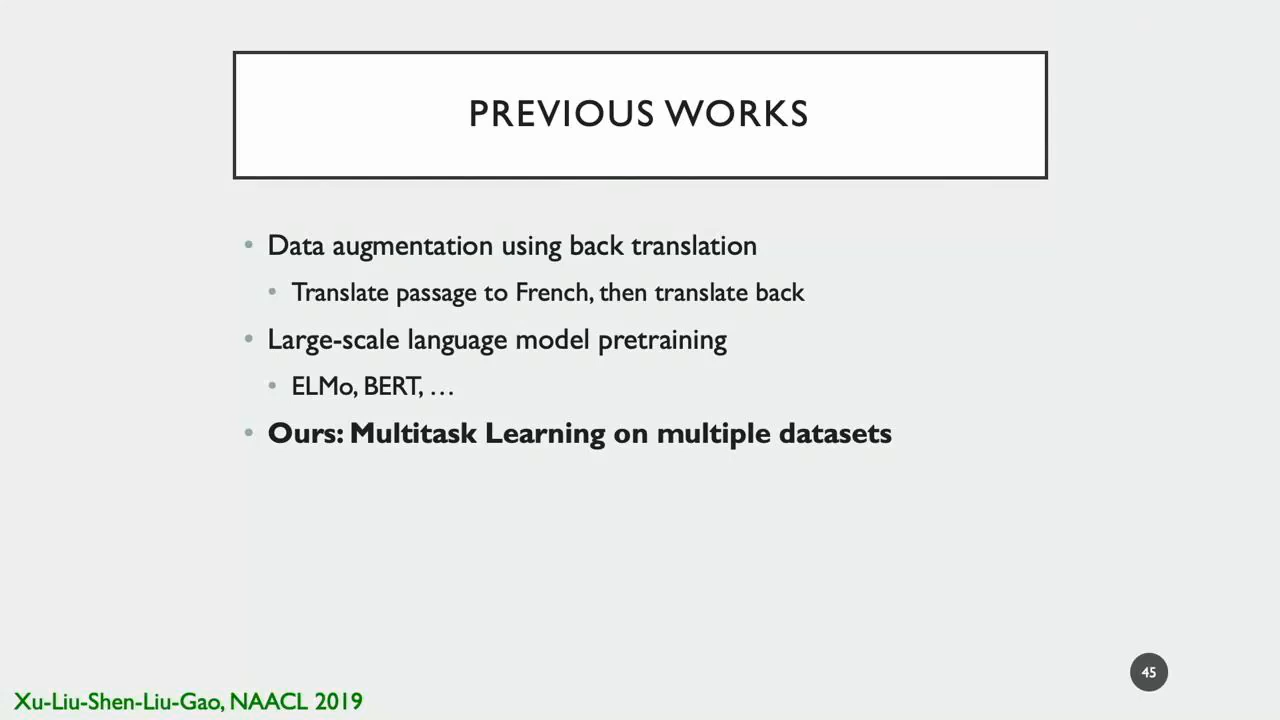 PREVIOUS WORKS
• Data augmentation using back translation
• Translate passage to French, then translate back
• Large-scale language model pretraining
• ELMo, BERT, …
• Ours: Multitask Learning on multiple datasets
45
Xu-Liu-Shen-Liu-Gao, NAACL 2019